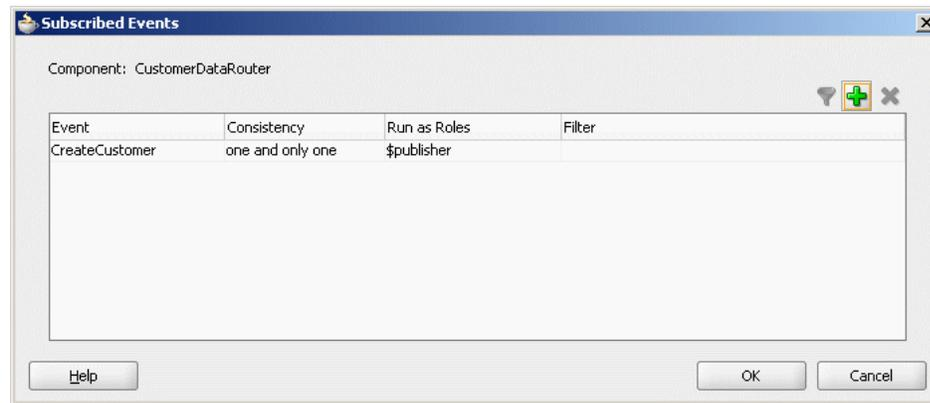 Subscribed Events
Component: CustomerDataRouter
Event Consistency Run as Roles Filter
CreateCustomer one and only one $publisher
Help OK Cancel